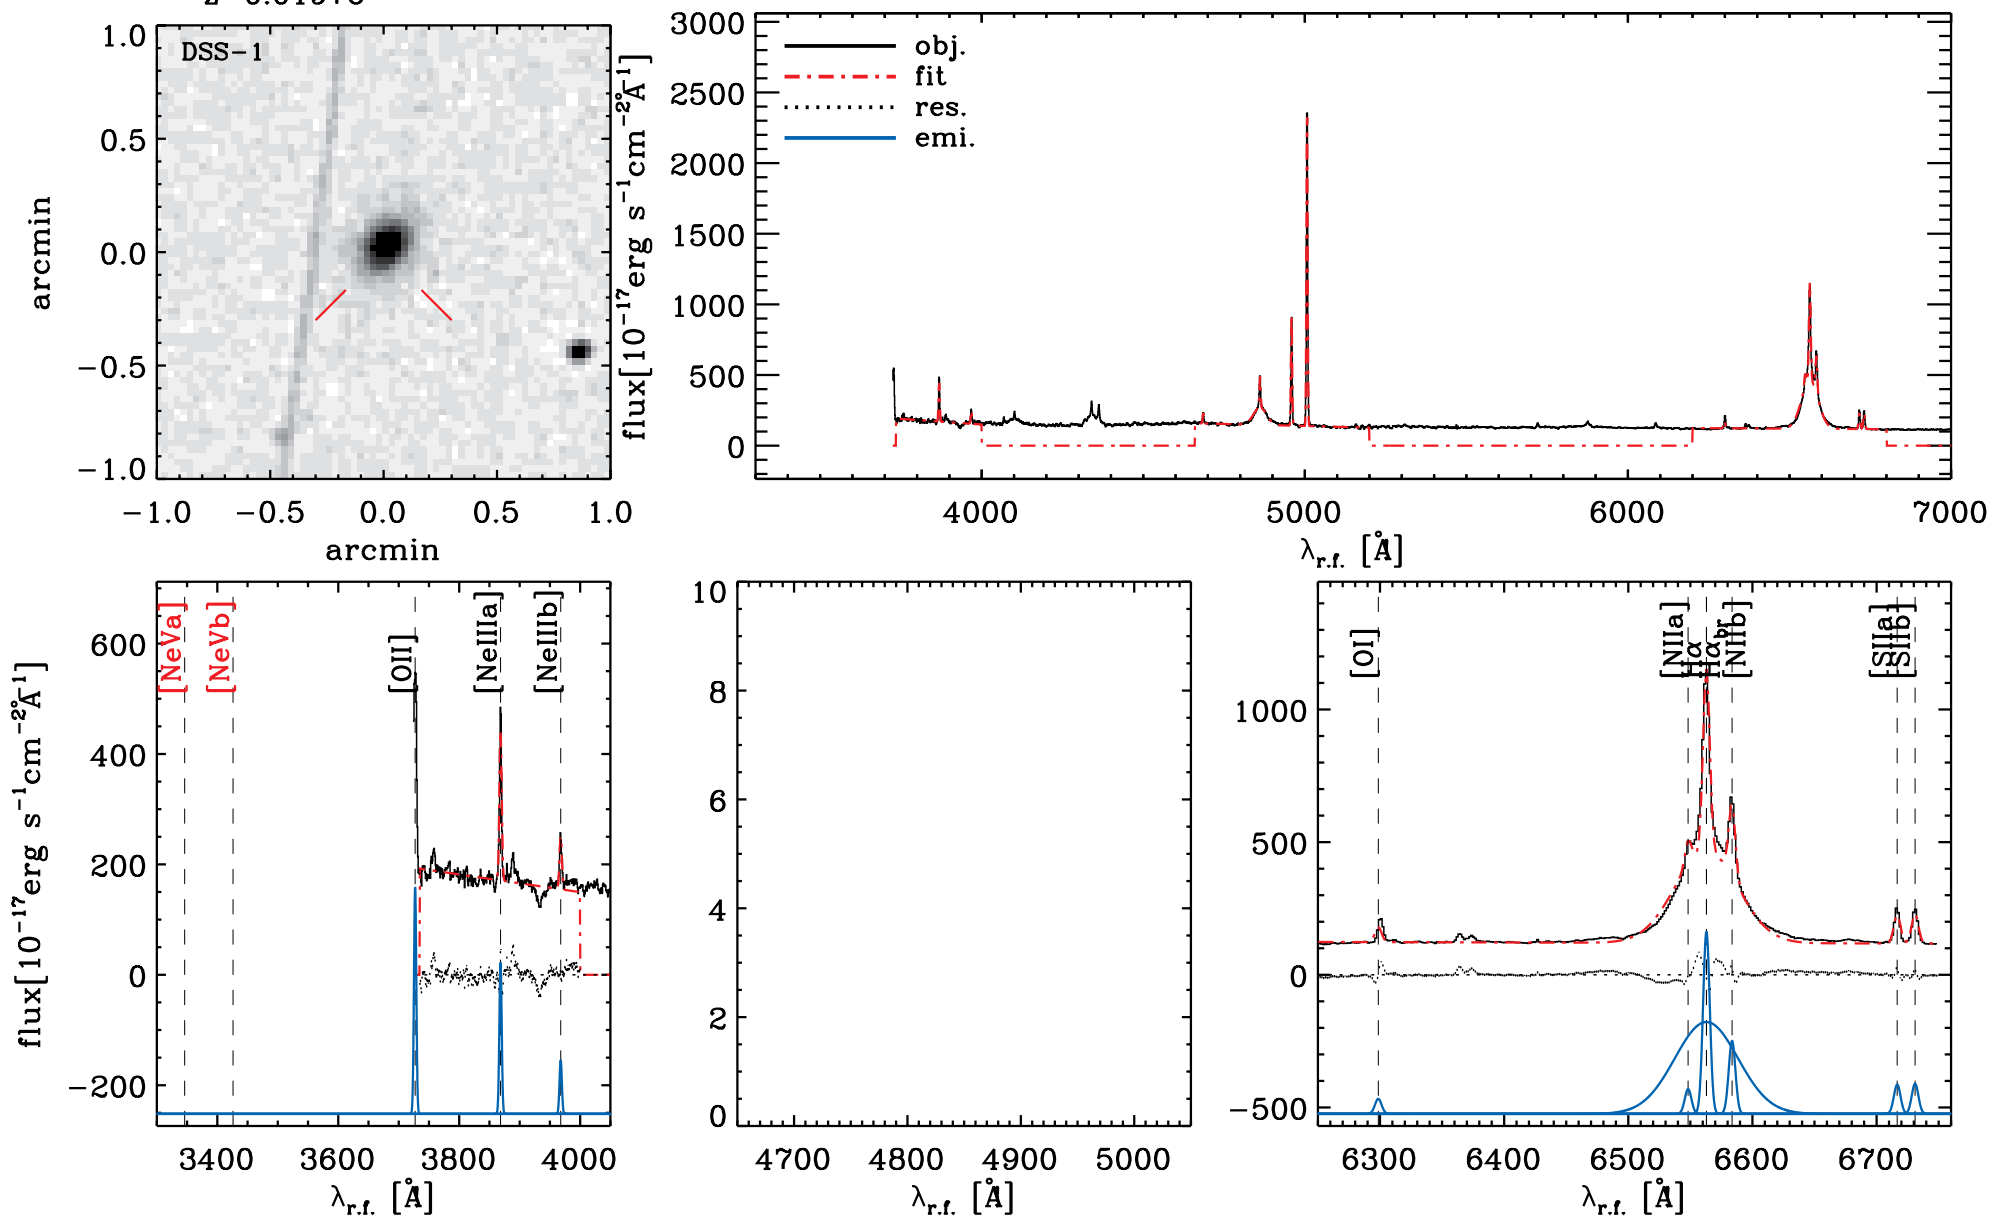 DSS-1
1.0
0.5
0.0
-0.5
-1.0
-1.0 -0.5 0.0 0.5 1.0
arcmin
arcmin
obj.
fit
res.
emi.
3000
2500
2000
1500
1000
500
0
flux[10⁻¹⁷erg s⁻¹cm⁻²Å⁻¹]
4000 5000 6000 7000
λr.f. [Å]
[NeVa]
[NeVb]
[OII]
[NeIIIa]
[NeIIIb]
600
400
200
0
-200
flux[10⁻¹⁷erg s⁻¹cm⁻²Å⁻¹]
3400 3600 3800 4000
λr.f. [Å]
10
8
6
4
2
0
4700 4800 4900 5000
λr.f. [Å]
[OI]
[NIIa]
Hα
Hαbr
[NIIb]
[SIIa]
[SIIb]
1000
500
0
-500
6300 6400 6500 6600 6700
λr.f. [Å]